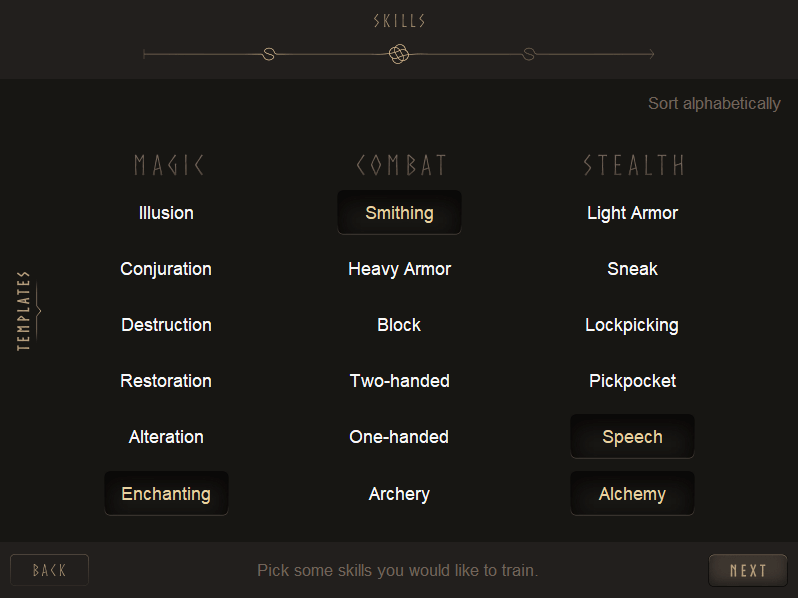 SKILLS
Sort alphabetically
MAGIC COMBAT STEALTH
Illusion Smithing Light Armor
Conjuration Heavy Armor Sneak
TEMPLATES
Destruction Block Lockpicking
Restoration Two-handed Pickpocket
Alteration One-handed Speech
Enchanting Archery Alchemy
BACK Pick some skills you would like to train. NEXT